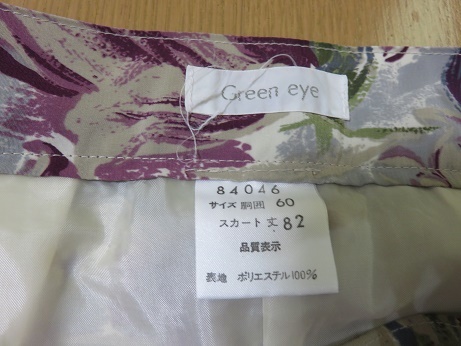 Green eye
84046
サイズ 胴囲 60
スカート丈 82
品質表示
表地 ポリエステル100%